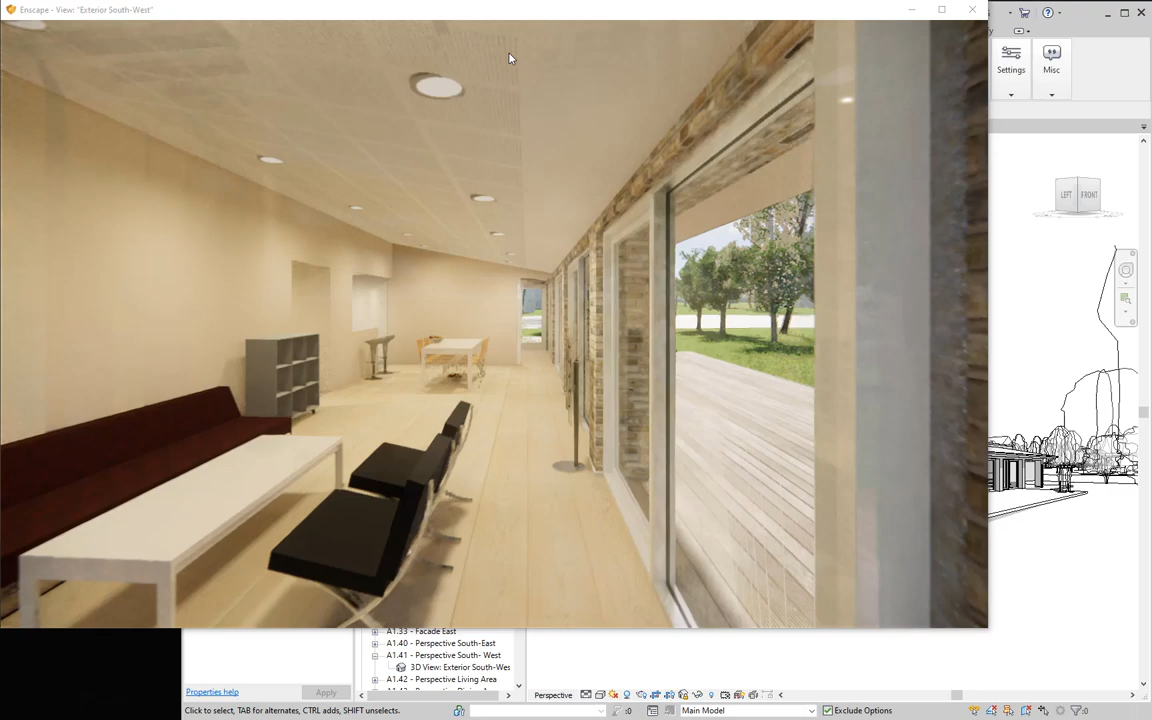 Enscape - View: "Exterior South-West"
Settings
Misc
LEFT
FRONT
A1.33 - Facade East
A1.40 - Perspective South-East
A1.41 - Perspective South- West
3D View: Exterior South-Wes
A1.42 - Perspective Living Area
Properties help
Apply
Perspective
Click to select, TAB for alternates, CTRL adds, SHIFT unselects.
:0
Main Model
Exclude Options
:0